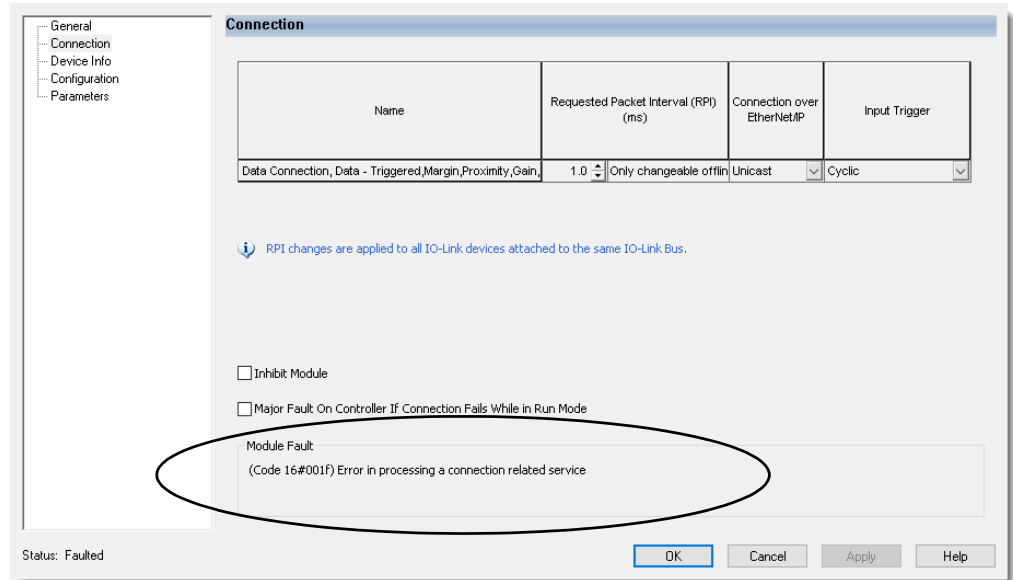 General
Connection
Device Info
Configuration
Parameters
Connection
Name
Requested Packet Interval (RPI)
(ms)
Connection over
EtherNet/IP
Input Trigger
Data Connection, Data - Triggered,Margin,Proximity,Gain,
1.0
Only changeable offlin
Unicast
Cyclic
RPI changes are applied to all IO-Link devices attached to the same IO-Link Bus.
Inhibit Module
Major Fault On Controller If Connection Fails While in Run Mode
Module Fault
(Code 16#001f) Error in processing a connection related service
Status: Faulted
OK
Cancel
Apply
Help